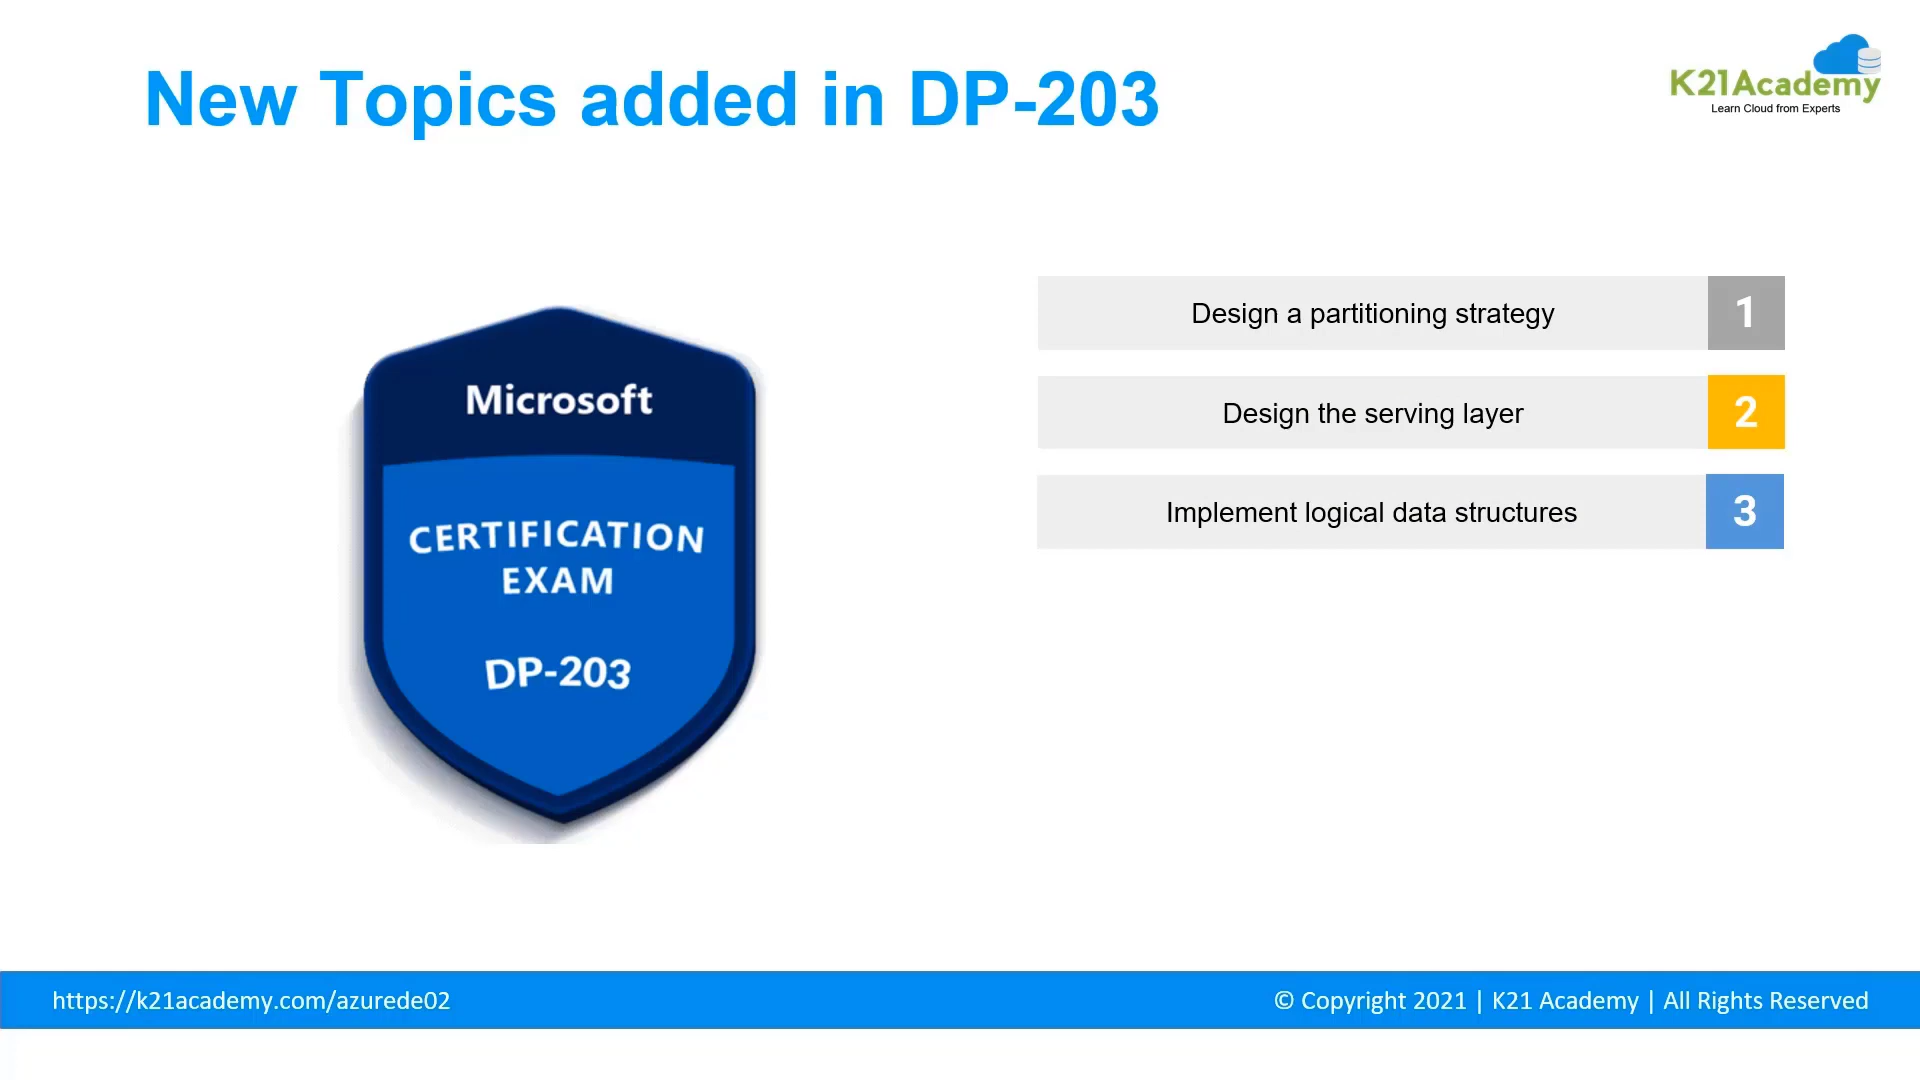 New Topics added in DP-203
K21Academy
Learn Cloud from Experts
Microsoft
CERTIFICATION
EXAM
DP-203
Design a partitioning strategy 1
Design the serving layer 2
Implement logical data structures 3
https://k21academy.com/azurede02
© Copyright 2021 | K21 Academy | All Rights Reserved